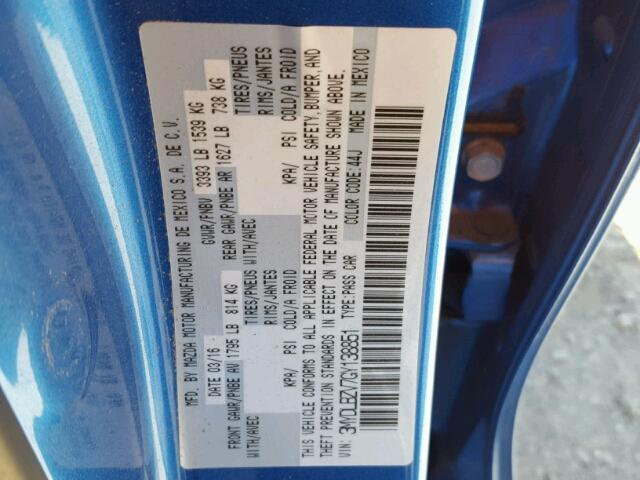 MFD. BY MAZDA MOTOR MANUFACTURING DE MEXICO S.A. DE C.V.
DATE 03/16 GVWR/PNBV 3393 LB 1539 KG
FRONT GAWR/PNBE AV 1795 LB 814 KG REAR GAWR/PNBE AR 1627 LB 738 KG
WITH/AVEC TIRES/PNEUS WITH/AVEC TIRES/PNEUS
RIMS/JANTES RIMS/JANTES
KPA/ PSI COLD/A FROID KPA/ PSI COLD/A FROID
THIS VEHICLE CONFORMS TO ALL APPLICABLE FEDERAL MOTOR VEHICLE SAFETY, BUMPER, AND
THEFT PREVENTION STANDARDS IN EFFECT ON THE DATE OF MANUFACTURE SHOWN ABOVE.
VIN: TYPE:PASS CAR COLOR CODE:44J MADE IN MEXICO
3MYDLBZV7GY138851